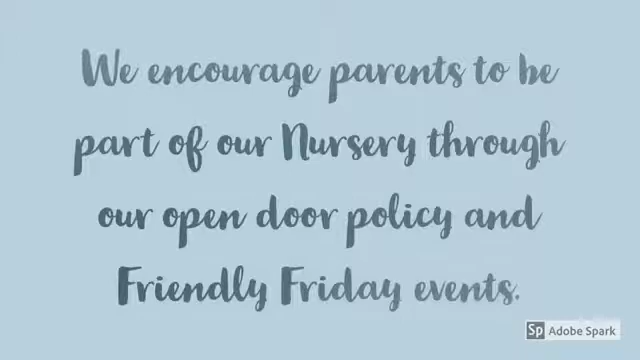 We encourage parents to be
part of our Nursery through
our open door policy and
Friendly Friday events.
Sp Adobe Spark